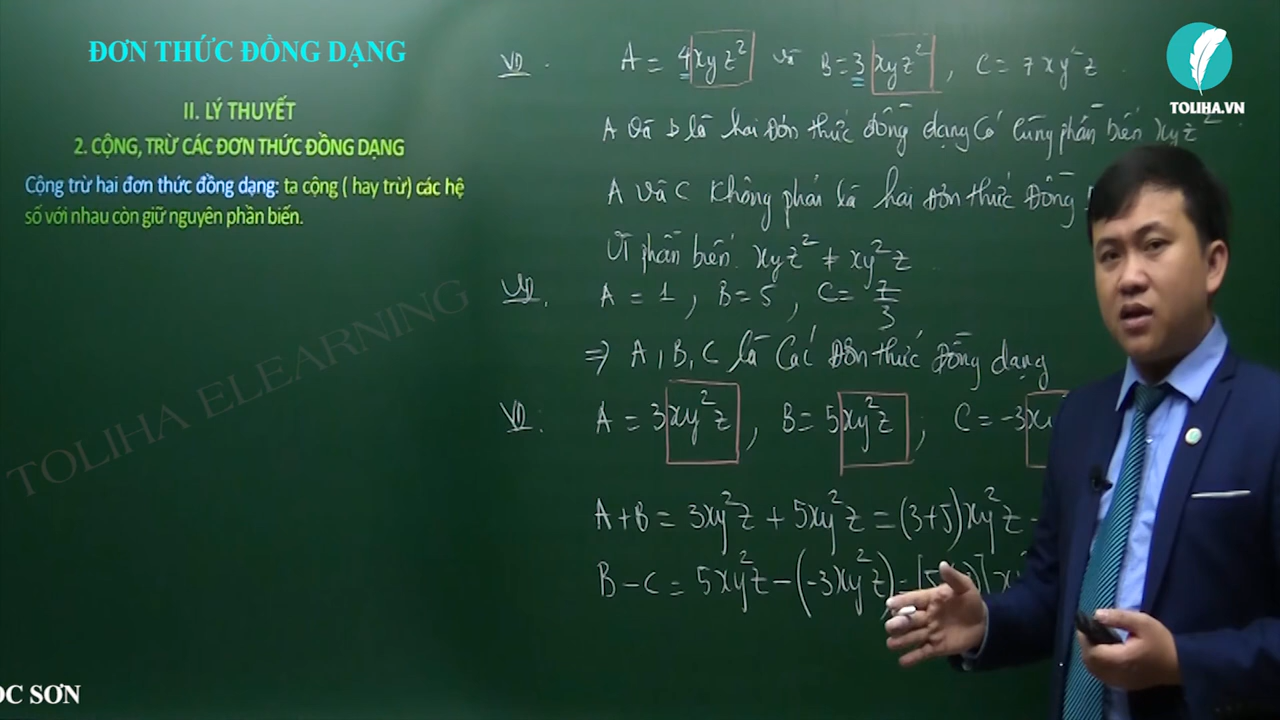 ĐƠN THỨC ĐỒNG DẠNG
II. LÝ THUYẾT
2. CỘNG, TRỪ CÁC ĐƠN THỨC ĐỒNG DẠNG
Cộng trừ hai đơn thức đồng dạng: ta cộng ( hay trừ) các hệ
số với nhau còn giữ nguyên phần biến.
TOLIHA ELEARNING
ỌC SƠN
VD: A = 4xyz² và B = 3xyz², C = 7xy²z
A và B là hai đơn thức đồng dạng có cùng phần biến xyz².
A và C không phải là hai đơn thức đồng
Vì phần biến: xyz² ≠ xy²z
VD: A = 1, B = 5, C = 7/3
⇒ A, B, C là các đơn thức đồng dạng
VD: A = 3xy²z, B = 5xy²z; C = -3x
A+B = 3xy²z + 5xy²z = (3+5)xy²z =
B-C = 5xy²z - (-3xy²z) = [5
TOLIHA.VN